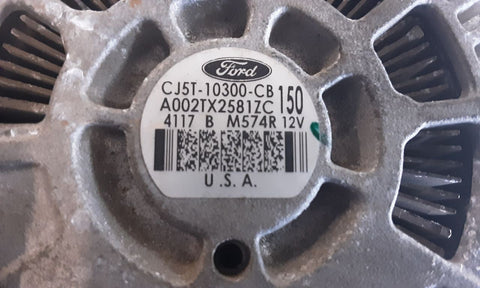 Ford
CJ5T-10300-CB 150
A002TX2581ZC
4117 B M574R 12V
U.S.A.